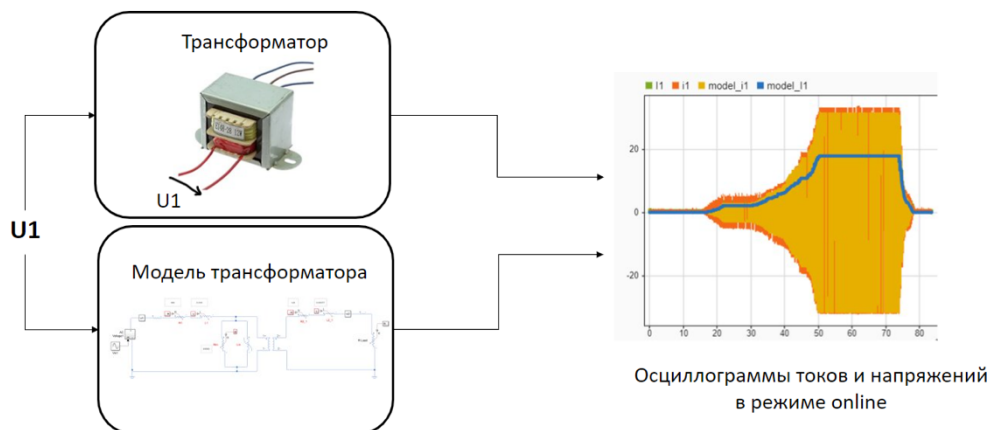 Трансформатор
U1
U1
Модель трансформатора
I1 i1 model_i1 model_I1
20
0
-20
0 10 20 30 40 50 60 70 80
Осциллограммы токов и напряжений
в режиме online